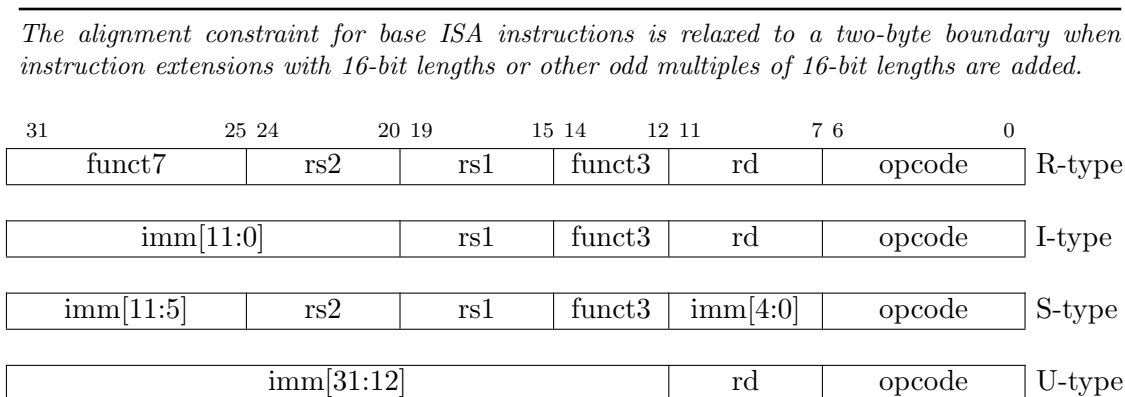 The alignment constraint for base ISA instructions is relaxed to a two-byte boundary when
instruction extensions with 16-bit lengths or other odd multiples of 16-bit lengths are added.
31 25 24 20 19 15 14 12 11 7 6 0
funct7 rs2 rs1 funct3 rd opcode R-type
imm[11:0] rs1 funct3 rd opcode I-type
imm[11:5] rs2 rs1 funct3 imm[4:0] opcode S-type
imm[31:12] rd opcode U-type